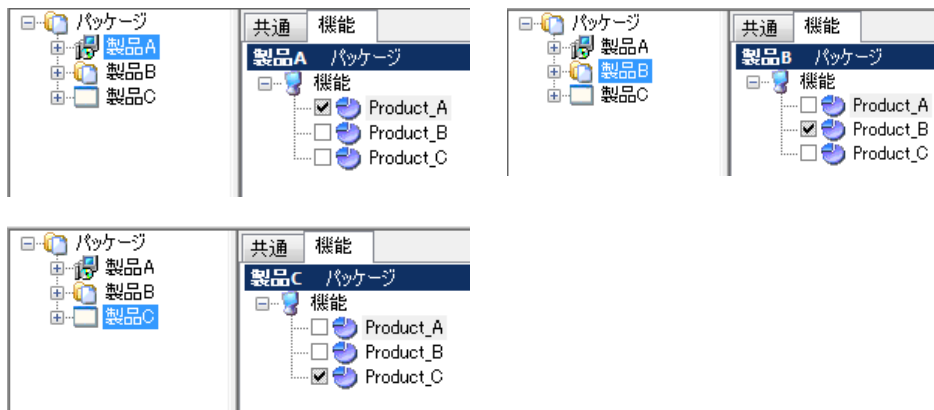 パッケージ
製品A
製品B
製品C
共通 機能
製品A パッケージ
機能
Product_A
Product_B
Product_C
パッケージ
製品A
製品B
製品C
共通 機能
製品B パッケージ
機能
Product_A
Product_B
Product_C
パッケージ
製品A
製品B
製品C
共通 機能
製品C パッケージ
機能
Product_A
Product_B
Product_C